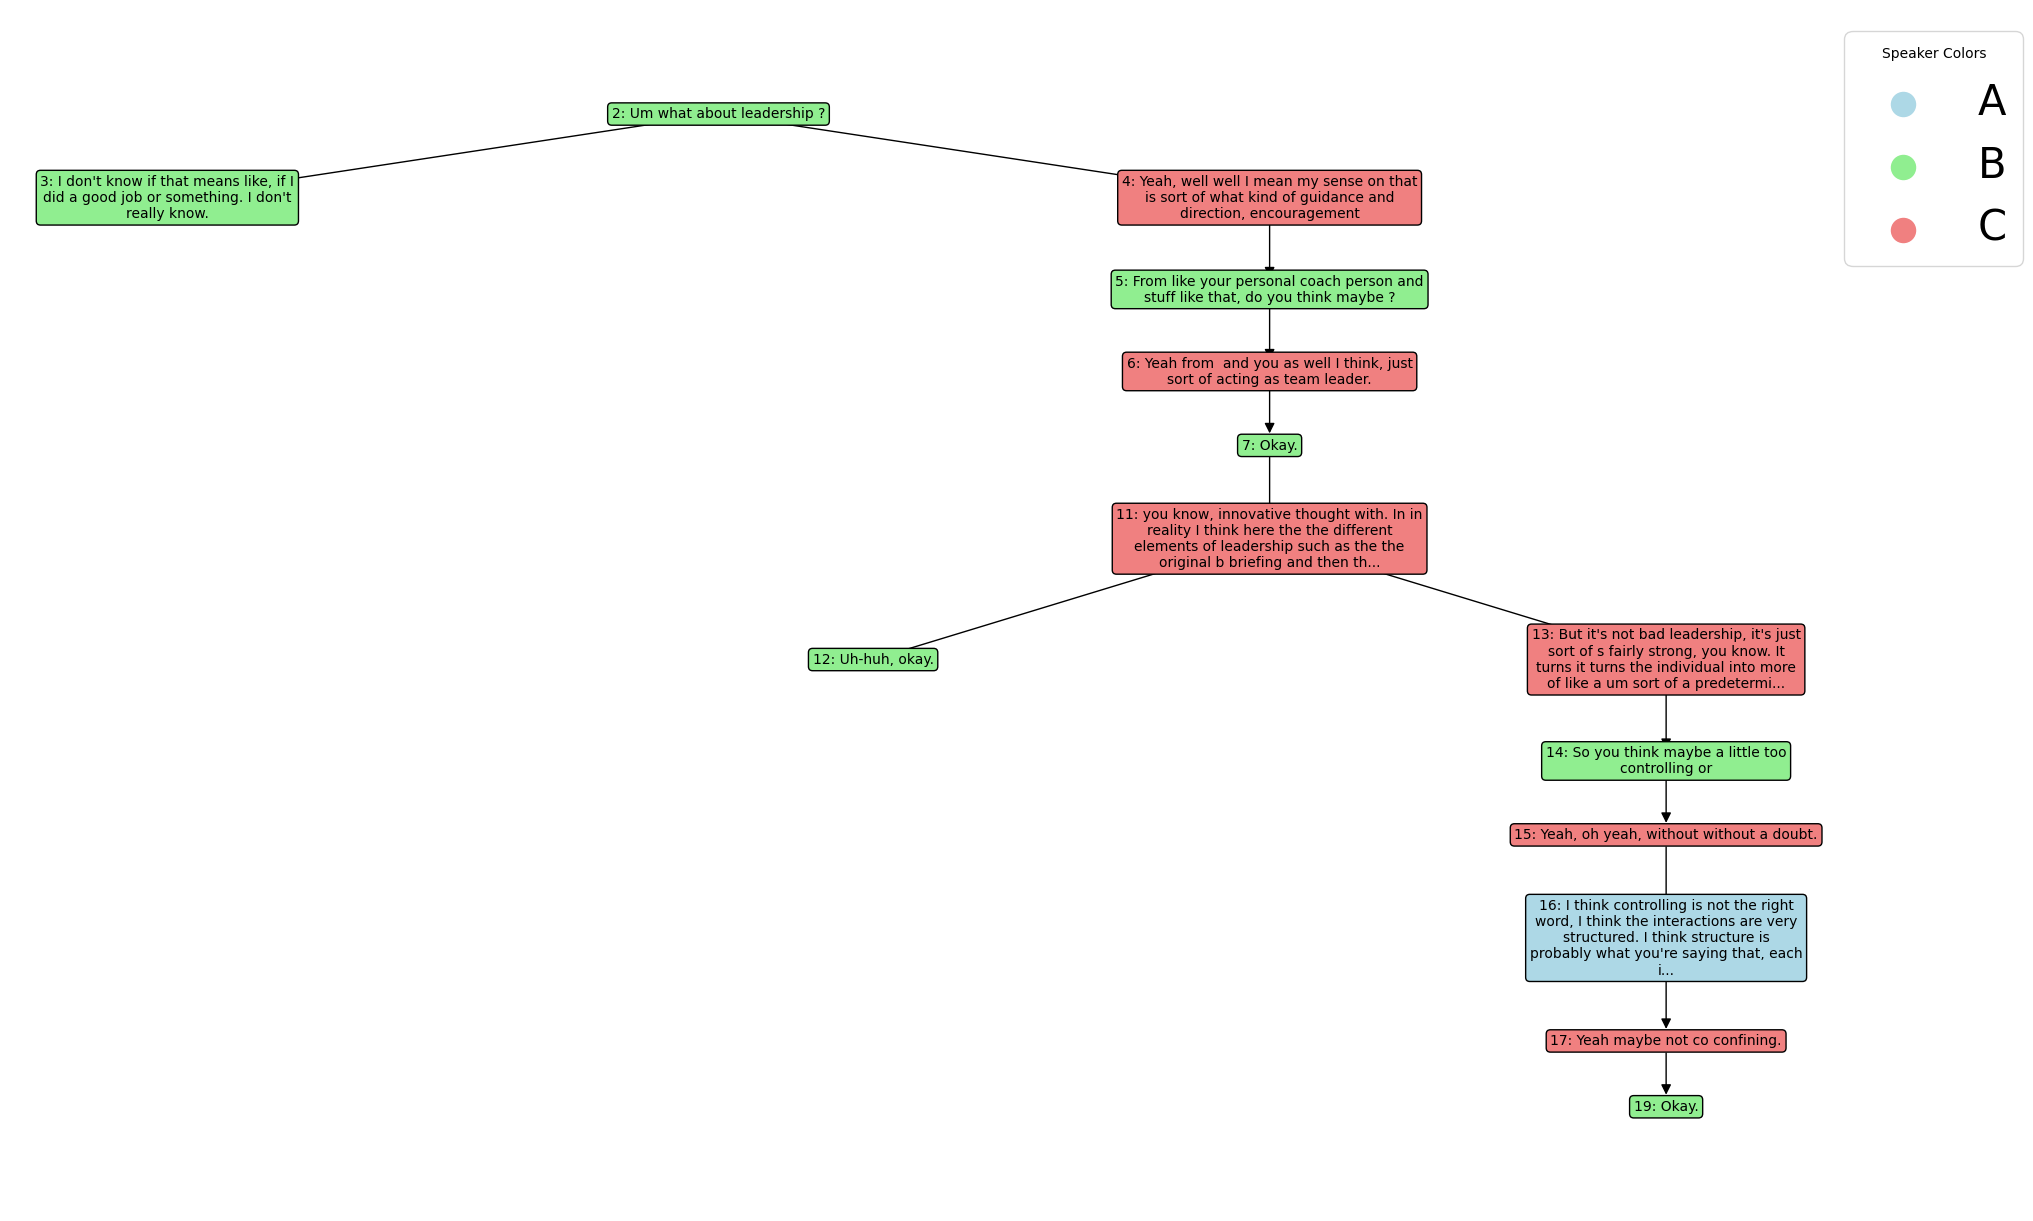 Speaker Colors
A
B
C
2: Um what about leadership ?
3: I don't know if that means like, if I
did a good job or something. I don't
really know.
4: Yeah, well well I mean my sense on that
is sort of what kind of guidance and
direction, encouragement
5: From like your personal coach person and
stuff like that, do you think maybe ?
6: Yeah from  and you as well I think, just
sort of acting as team leader.
7: Okay.
11: you know, innovative thought with. In in
reality I think here the the different
elements of leadership such as the the
original b briefing and then th...
12: Uh-huh, okay.
13: But it's not bad leadership, it's just
sort of s fairly strong, you know. It
turns it turns the individual into more
of like a um sort of a predetermi...
14: So you think maybe a little too
controlling or
15: Yeah, oh yeah, without without a doubt.
16: I think controlling is not the right
word, I think the interactions are very
structured. I think structure is
probably what you're saying that, each
i...
17: Yeah maybe not co confining.
19: Okay.